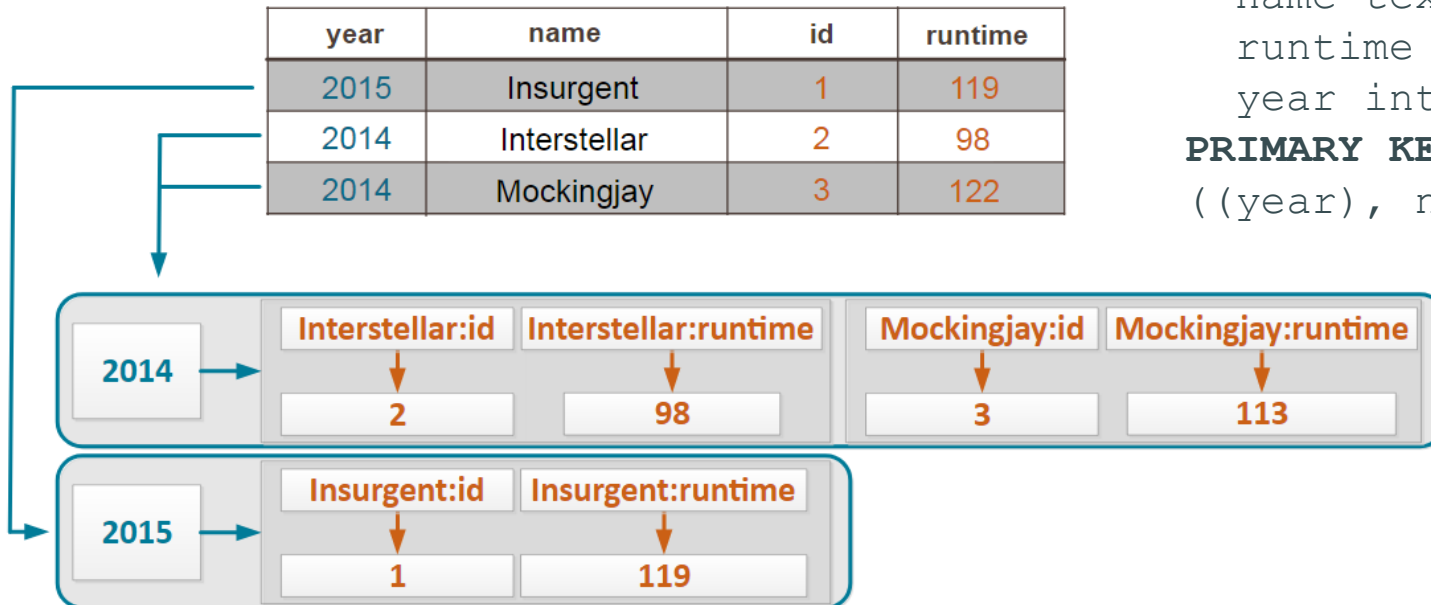 year name id runtime
2015 Insurgent 1 119
2014 Interstellar 2 98
2014 Mockingjay 3 122
runtime
year int
PRIMARY KE
((year), n
2014
Interstellar:id Interstellar:runtime Mockingjay:id Mockingjay:runtime
2 98 3 113
2015
Insurgent:id Insurgent:runtime
1 119